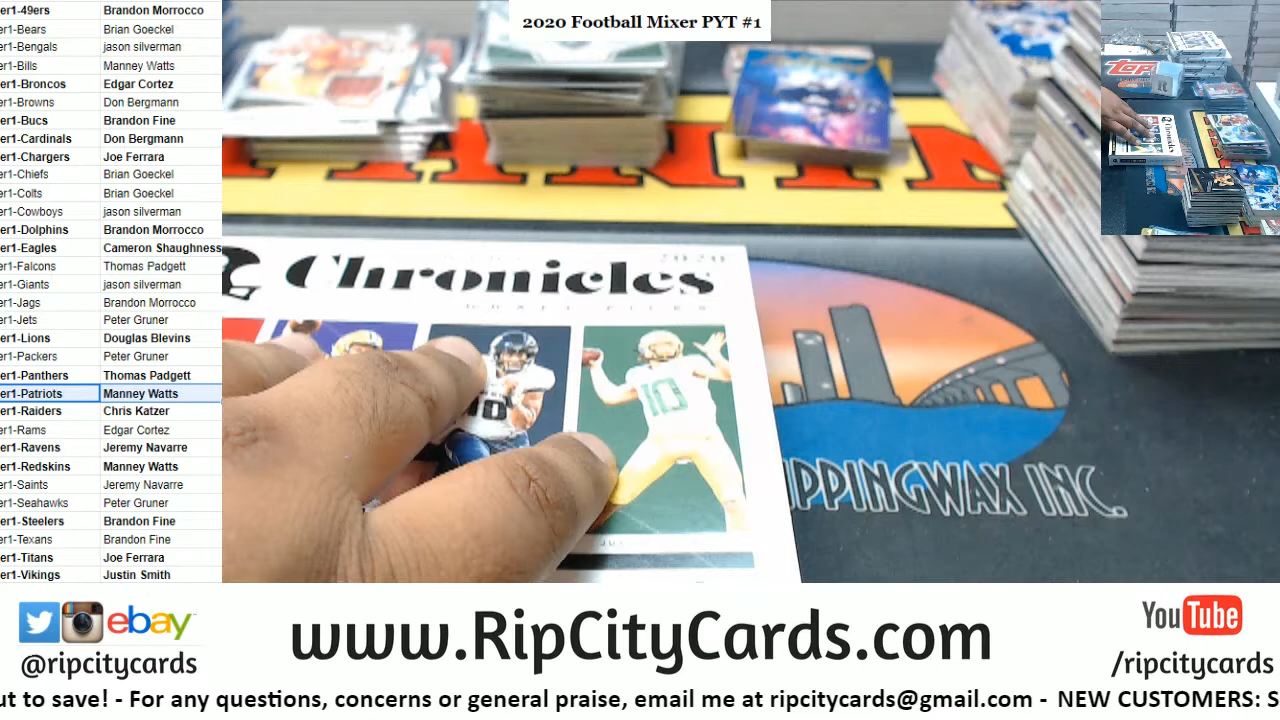 2020 Football Mixer PYT #1
er1-49ers Brandon Morrocco
er1-Bears Brian Goeckel
er1-Bengals jason silverman
er1-Bills Manney Watts
er1-Broncos Edgar Cortez
er1-Browns Don Bergmann
er1-Bucs Brandon Fine
er1-Cardinals Don Bergmann
er1-Chargers Joe Ferrara
er1-Chiefs Brian Goeckel
er1-Colts Brian Goeckel
er1-Cowboys jason silverman
er1-Dolphins Brandon Morrocco
er1-Eagles Cameron Shaughness
er1-Falcons Thomas Padgett
er1-Giants jason silverman
er1-Jags Brandon Morrocco
er1-Jets Peter Gruner
er1-Lions Douglas Blevins
er1-Packers Peter Gruner
er1-Panthers Thomas Padgett
er1-Patriots Manney Watts
er1-Raiders Chris Katzer
er1-Rams Edgar Cortez
er1-Ravens Jeremy Navarre
er1-Redskins Manney Watts
er1-Saints Jeremy Navarre
er1-Seahawks Peter Gruner
er1-Steelers Brandon Fine
er1-Texans Brandon Fine
er1-Titans Joe Ferrara
er1-Vikings Justin Smith
2020
Chronicles
10
10
IPPINGWAX INC.
TOPPS
Chronicles
ebay
@ripcitycards
www.RipCityCards.com
YouTube
/ripcitycards
ut to save! - For any questions, concerns or general praise, email me at ripcitycards@gmail.com - NEW CUSTOMERS: S